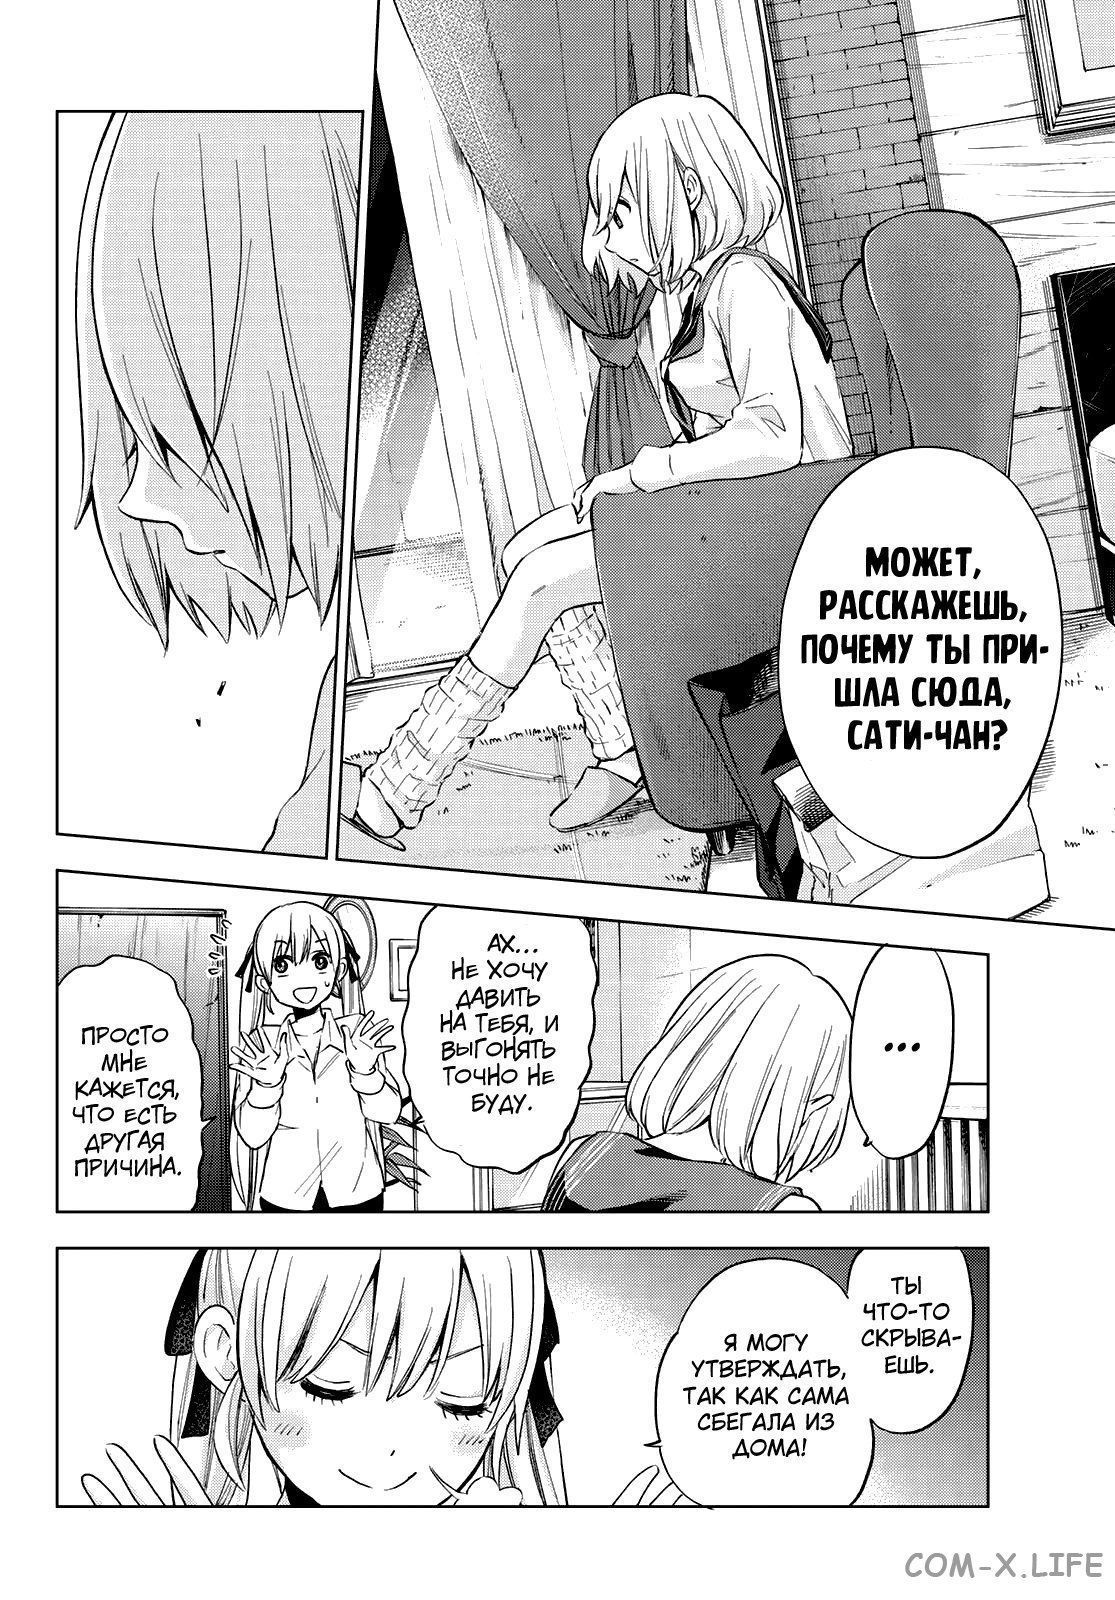 МОЖЕТ,
РАССКАЖЕШЬ,
ПОЧЕМУ ТЫ ПРИ-
ШЛА СЮДА,
САТИ-ЧАН?
...
АХ...
НЕ ХОЧУ
ДАВИТЬ
НА ТЕБЯ, И
ВЫГОНЯТЬ
ТОЧНО НЕ
БУДУ.
ПРОСТО
МНЕ
КАЖЕТСЯ,
ЧТО ЕСТЬ
ДРУГАЯ
ПРИЧИНА.
ТЫ
ЧТО-ТО
СКРЫВА-
ЕШЬ.
Я МОГУ
УТВЕРЖДАТЬ,
ТАК КАК САМА
СБЕГАЛА ИЗ
ДОМА!
COM-X.LIFE